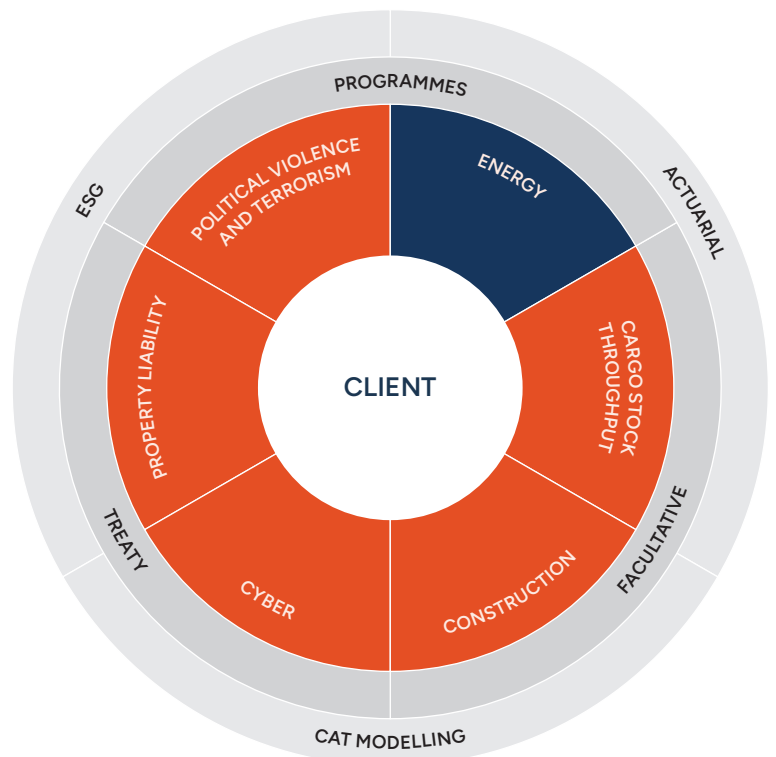 PROGRAMMES
ESG
ACTUARIAL
POLITICAL VIOLENCE
AND TERRORISM
ENERGY
PROPERTY LIABILITY
CLIENT
CARGO STOCK
THROUGHPUT
TREATY
FACULTATIVE
CYBER
CONSTRUCTION
CAT MODELLING